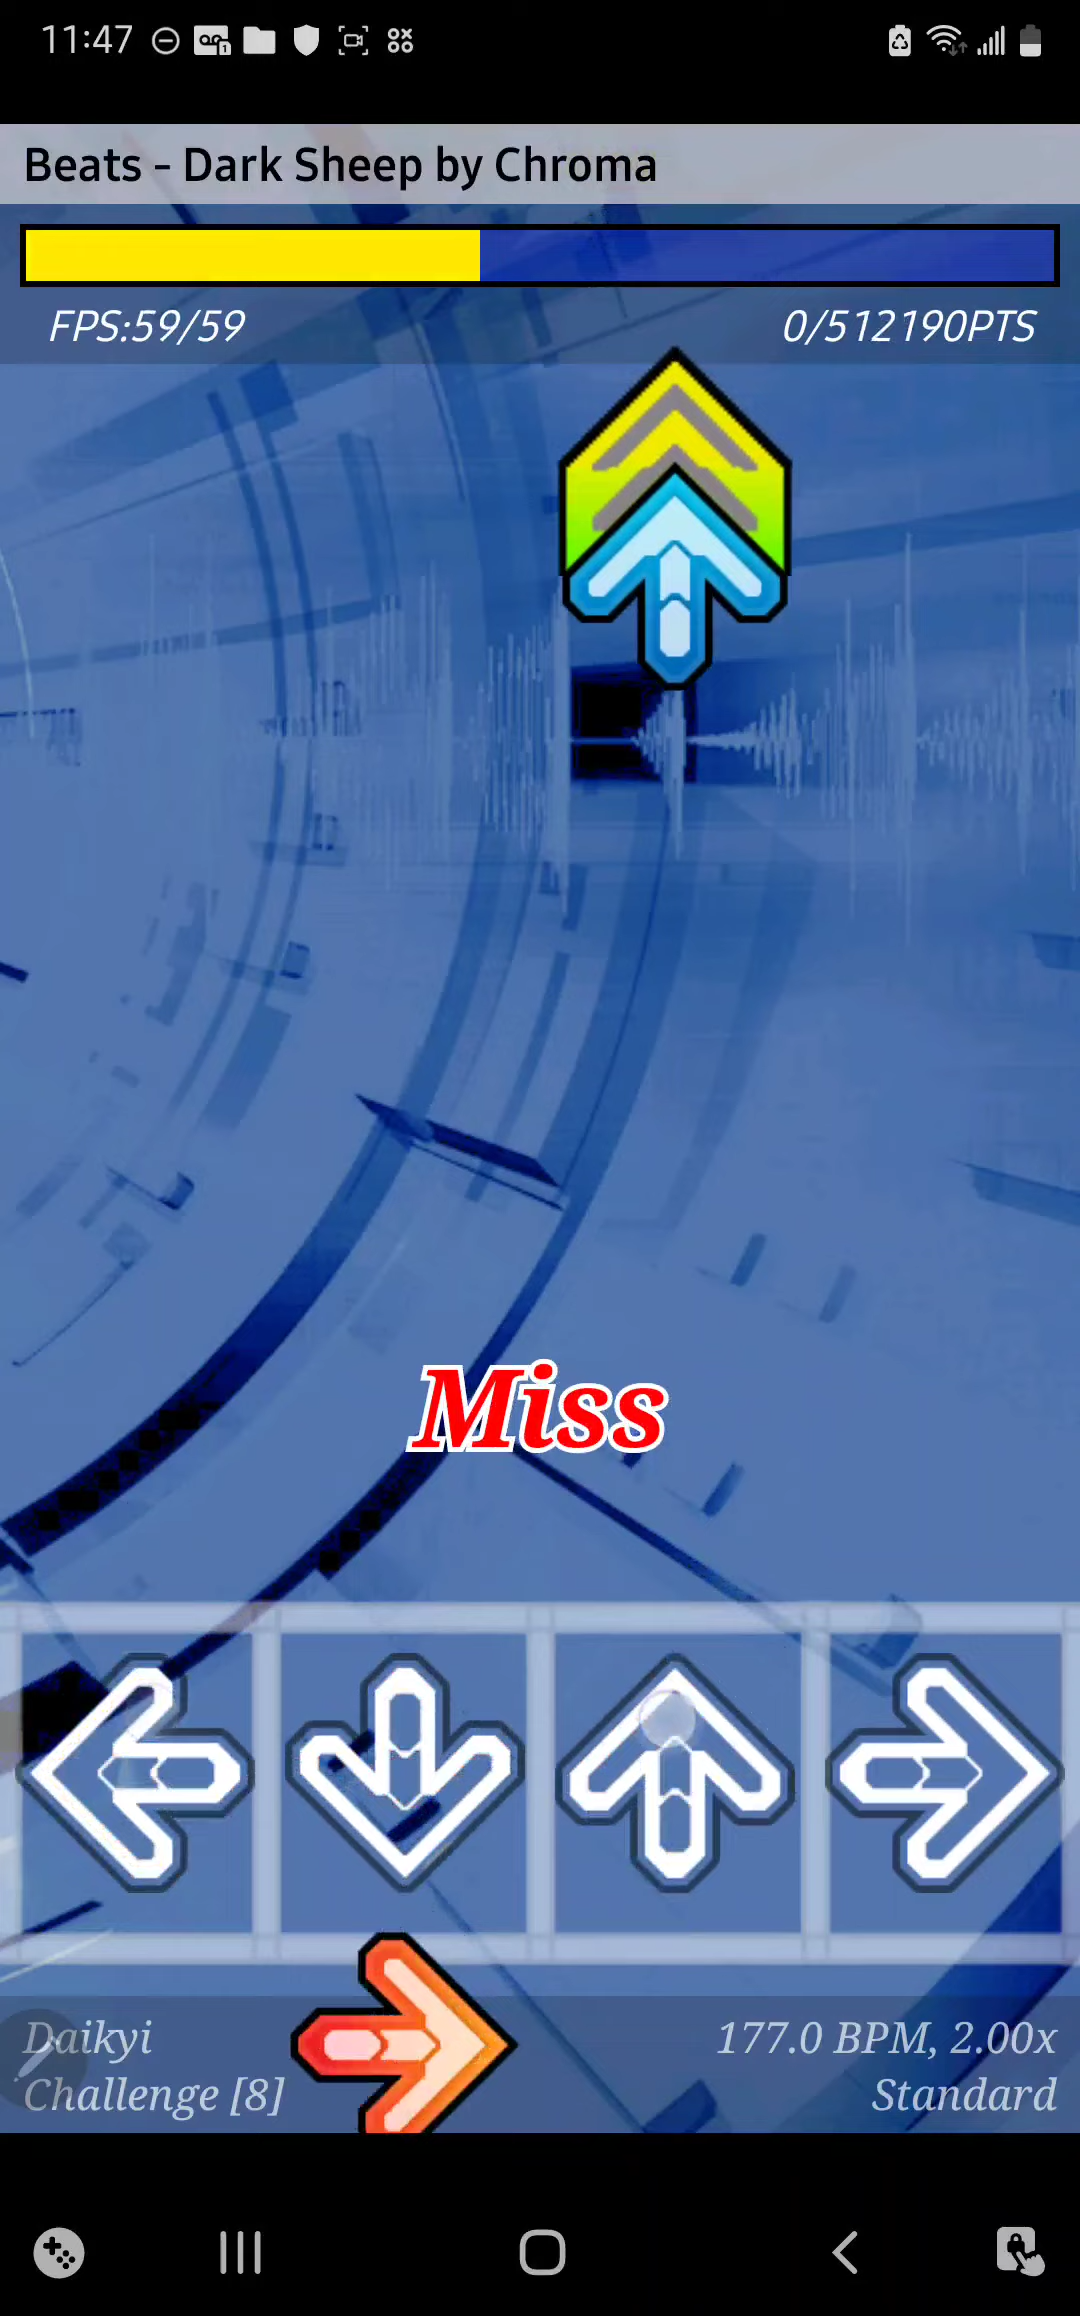 11:47
Beats - Dark Sheep by Chroma
FPS:59/59
0/512190PTS
Miss
Daikyi
177.0 BPM, 2.00x
Challenge [8]
Standard